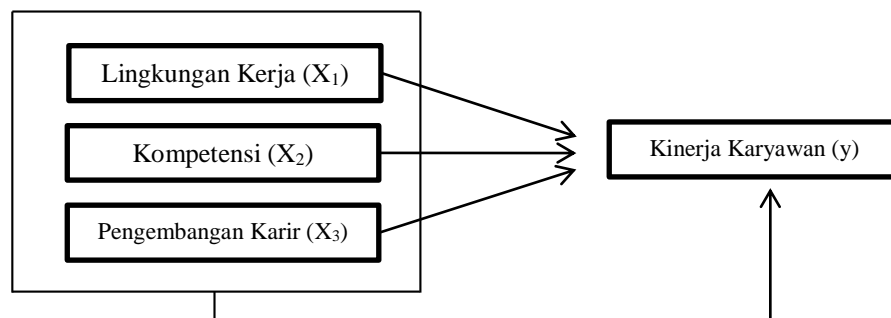 Lingkungan Kerja (X₁)
Kompetensi (X₂)
Kinerja Karyawan (y)
Pengembangan Karir (X₃)